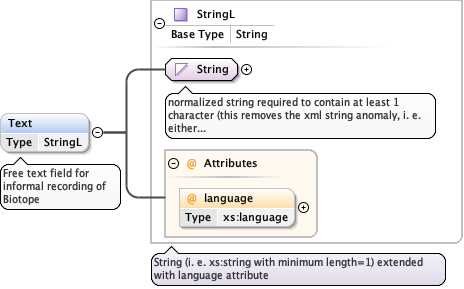 StringL
Base Type String
String
normalized string required to contain at least 1
character (this removes the xml string anomaly, i. e.
either...
Text
Type StringL
Free text field for
informal recording of
Biotope
@ Attributes
@ language
Type xs:language
String (i. e. xs:string with minimum length=1) extended
with language attribute